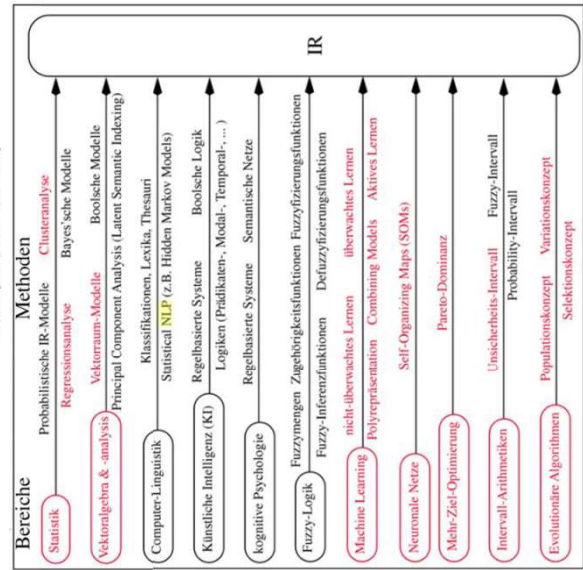 Bereiche Methoden
Statistik
Probabilistische IR-Modelle Clusteranalyse
Regressionsanalyse Bayes'sche Modelle
Vektoralgebra & -analysis
Vektorraum-Modelle Boolsche Modelle
Principal Component Analysis (Latent Semantic Indexing)
Computer-Linguistik
Klassifikationen, Lexika, Thesauri
Statistical NLP (z.B. Hidden Markov Models)
Künstliche Intelligenz (KI)
Regelbasierte Systeme Boolsche Logik
Logiken (Prädikaten-, Modal-, Temporal-, ... )
kognitive Psychologie
Regelbasierte Systeme Semantische Netze
Fuzzy-Logik
Fuzzymengen Zugehörigkeitsfunktionen Fuzzyfizierungsfunktionen
Fuzzy-Inferenzfunktionen Defuzzyfizierungsfunktionen
Machine Learning
nicht-überwachtes Lernen überwachtes Lernen
Polyrepräsentation Combining Models Aktives Lernen
Neuronale Netze
Self-Organizing Maps (SOMs)
Mehr-Ziel-Optimierung
Pareto-Dominanz
Intervall-Arithmetiken
Unsicherheits-Intervall Fuzzy-Intervall
Probability-Intervall
Evolutionäre Algorithmen
Populationskonzept Variationskonzept
Selektionskonzept
IR